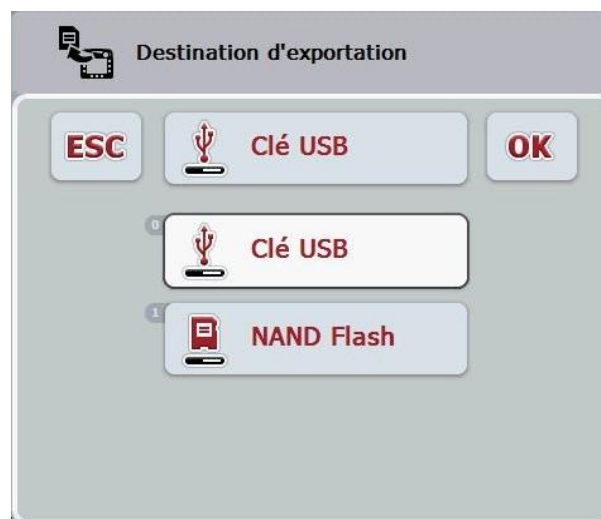 Destination d'exportation
ESC Clé USB OK
0
Clé USB
1
NAND Flash